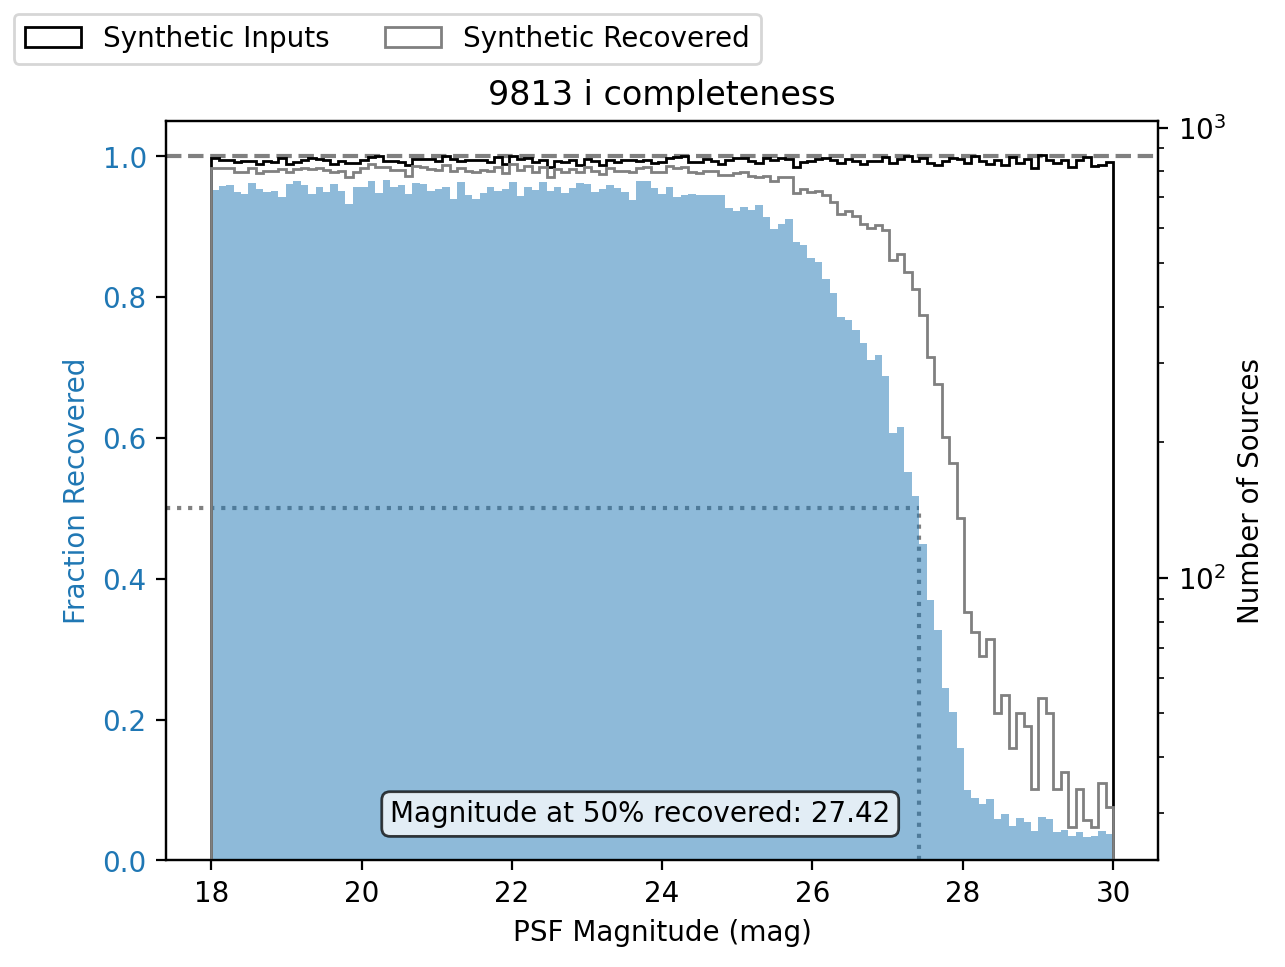 Synthetic Inputs Synthetic Recovered
9813 i completeness
Fraction Recovered
1.0
0.8
0.6
0.4
0.2
0.0
10³
10²
Number of Sources
Magnitude at 50% recovered: 27.42
18 20 22 24 26 28 30
PSF Magnitude (mag)